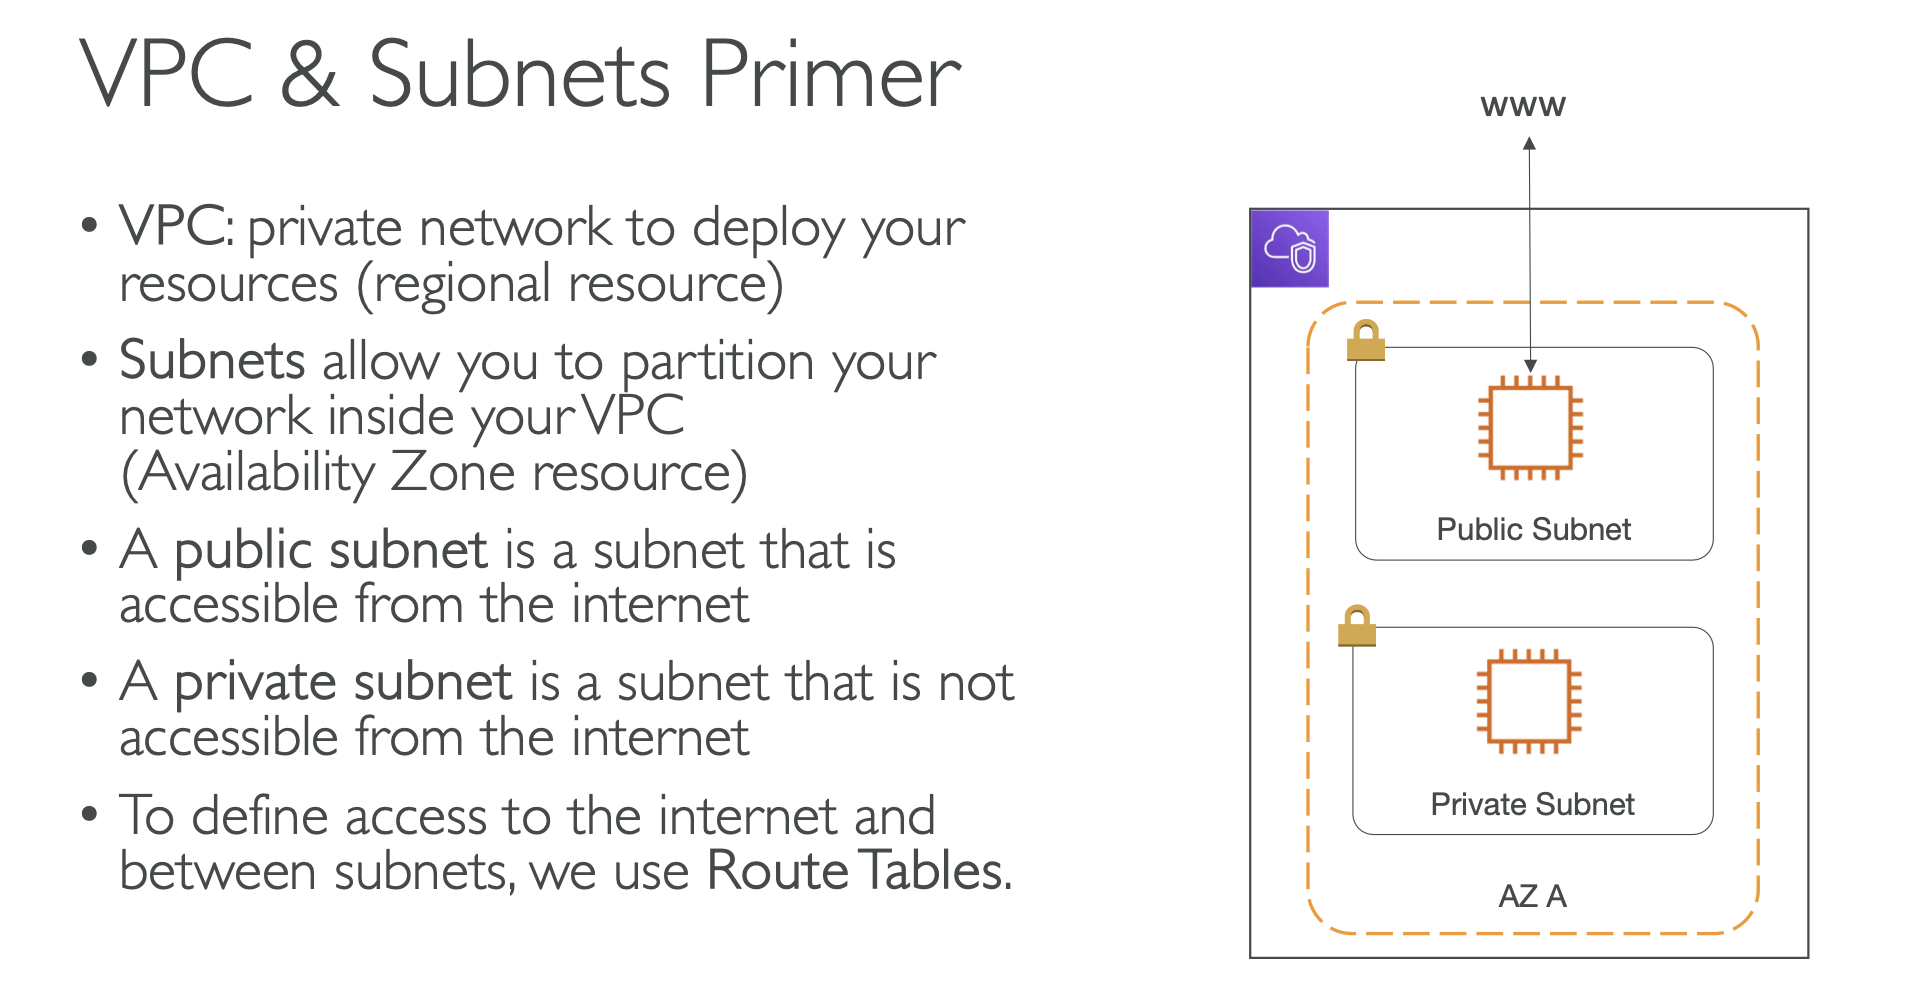 VPC & Subnets Primer
• VPC: private network to deploy your
resources (regional resource)
• Subnets allow you to partition your
network inside your VPC
(Availability Zone resource)
• A public subnet is a subnet that is
accessible from the internet
• A private subnet is a subnet that is not
accessible from the internet
• To define access to the internet and
between subnets, we use Route Tables.
www
Public Subnet
Private Subnet
AZ A